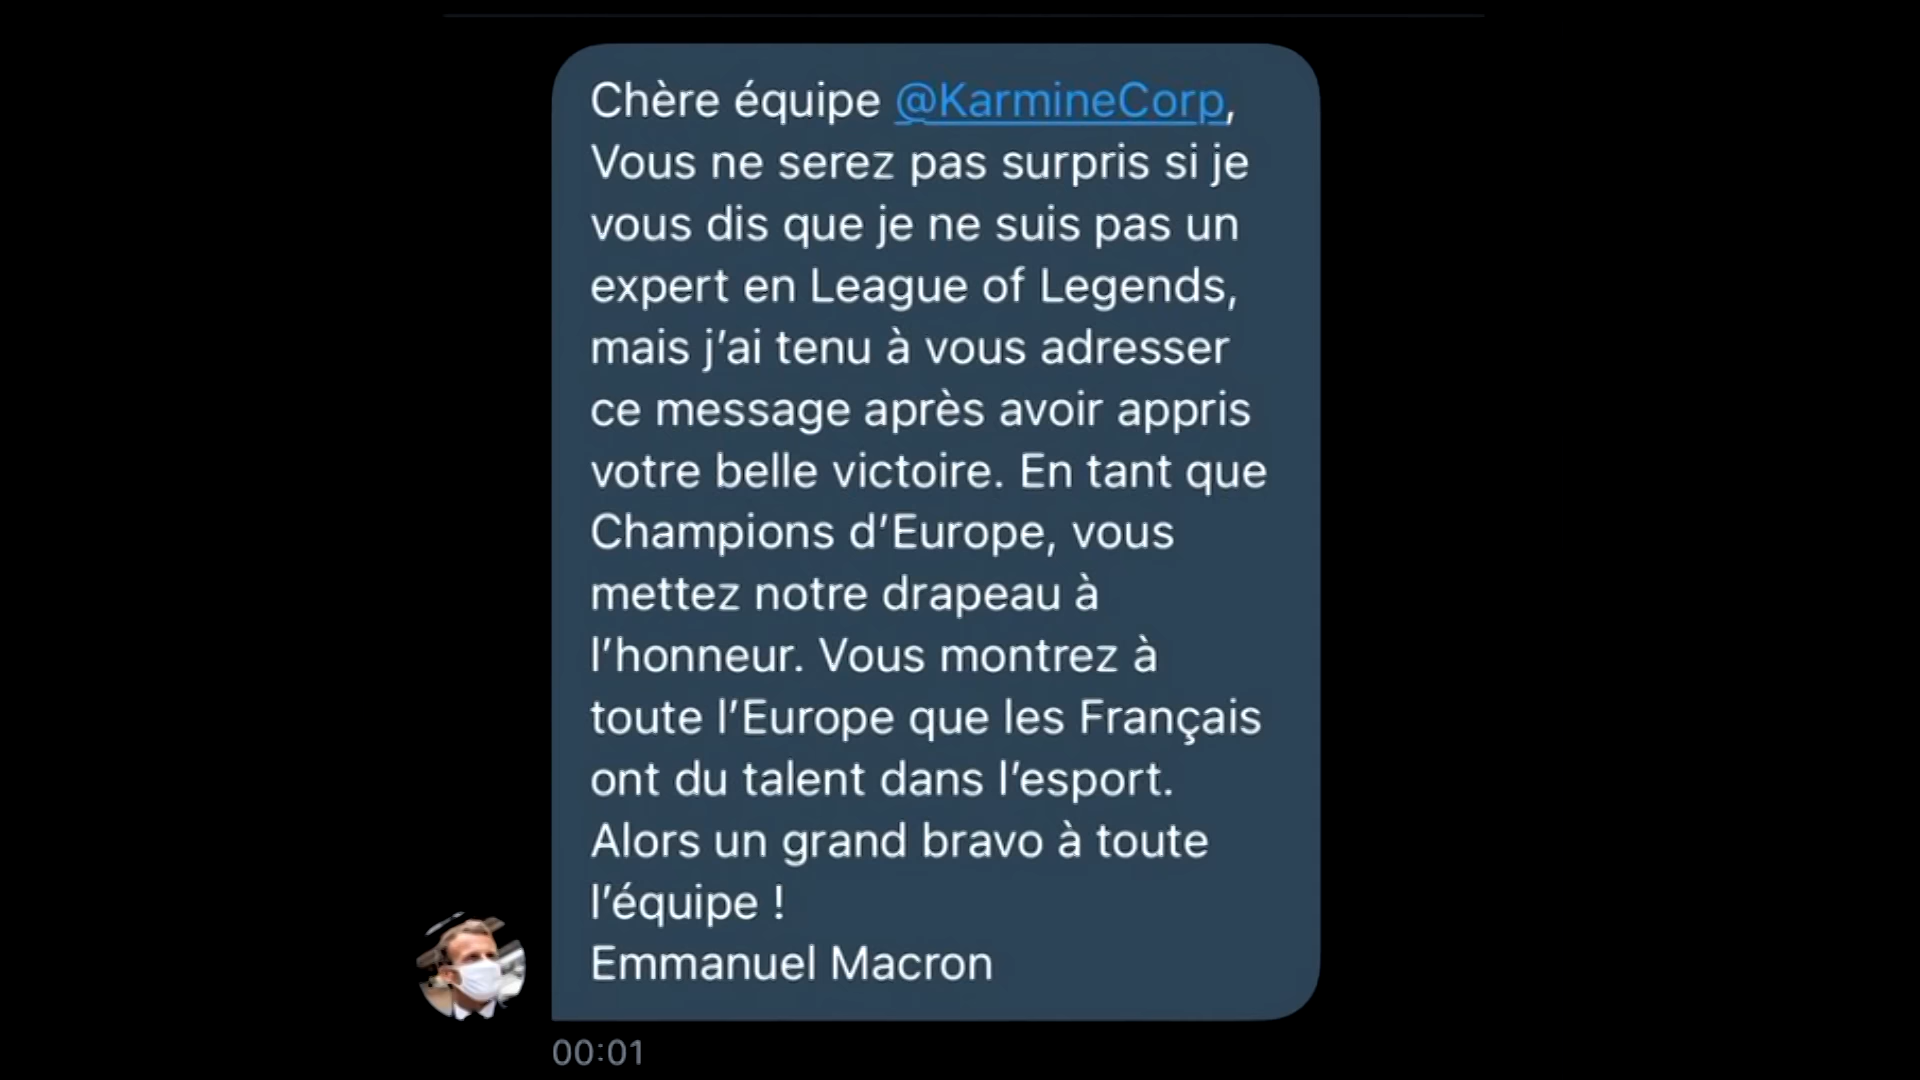 Chère équipe @KarmineCorp,
Vous ne serez pas surpris si je
vous dis que je ne suis pas un
expert en League of Legends,
mais j’ai tenu à vous adresser
ce message après avoir appris
votre belle victoire. En tant que
Champions d’Europe, vous
mettez notre drapeau à
l’honneur. Vous montrez à
toute l’Europe que les Français
ont du talent dans l’esport.
Alors un grand bravo à toute
l’équipe !
Emmanuel Macron
00:01